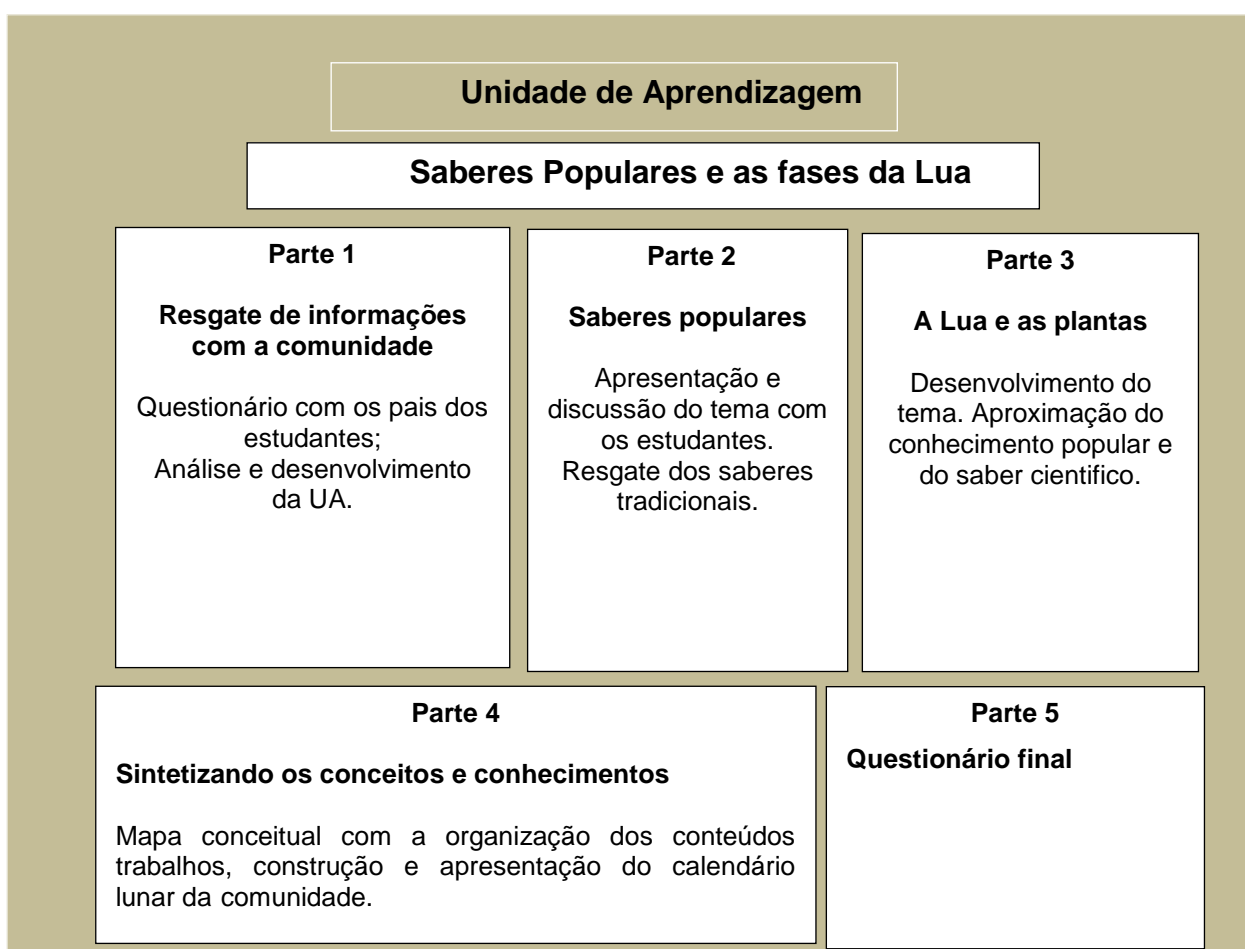 Unidade de Aprendizagem
Saberes Populares e as fases da Lua
Parte 1
Resgate de informações
com a comunidade
Questionário com os pais dos
estudantes;
Análise e desenvolvimento
da UA.
Parte 2
Saberes populares
Apresentação e
discussão do tema com
os estudantes.
Resgate dos saberes
tradicionais.
Parte 3
A Lua e as plantas
Desenvolvimento do
tema. Aproximação do
conhecimento popular e
do saber cientifico.
Parte 4
Sintetizando os conceitos e conhecimentos
Mapa conceitual com a organização dos conteúdos
trabalhos, construção e apresentação do calendário
lunar da comunidade.
Parte 5
Questionário final